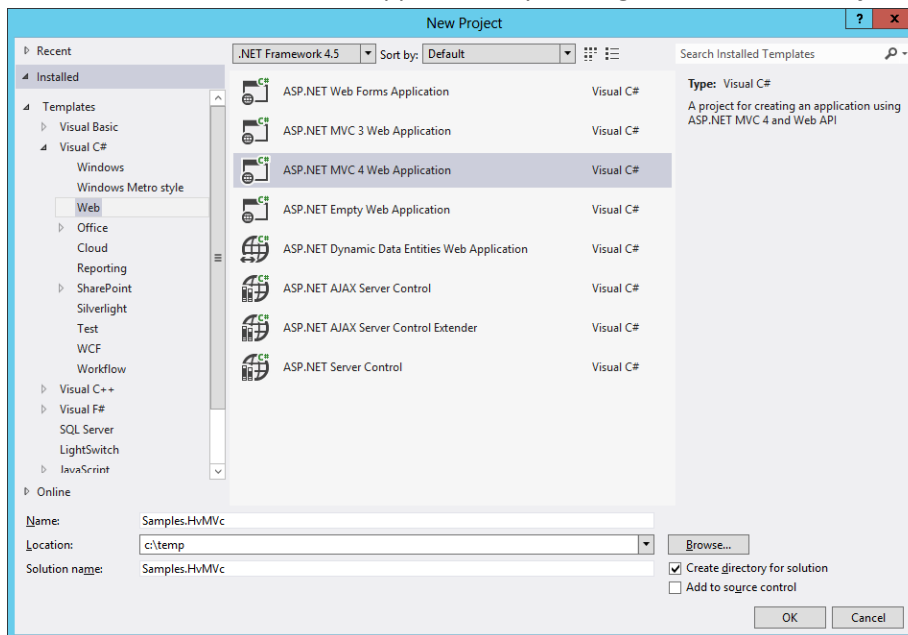 New Project
? x
Recent
.NET Framework 4.5
Sort by: Default
Search Installed Templates
Installed
Templates
Visual Basic
Visual C#
Windows
Windows Metro style
Web
Office
Cloud
Reporting
SharePoint
Silverlight
Test
WCF
Workflow
Visual C++
Visual F#
SQL Server
LightSwitch
JavaScript
Online
C# ASP.NET Web Forms Application Visual C#
C# ASP.NET MVC 3 Web Application Visual C#
C# ASP.NET MVC 4 Web Application Visual C#
C# ASP.NET Empty Web Application Visual C#
C# ASP.NET Dynamic Data Entities Web Application Visual C#
C# ASP.NET AJAX Server Control Visual C#
C# ASP.NET AJAX Server Control Extender Visual C#
C# ASP.NET Server Control Visual C#
Type: Visual C#
A project for creating an application using
ASP.NET MVC 4 and Web API
Name: Samples.HvMVc
Location: c:\temp
Browse...
Solution name: Samples.HvMVc
Create directory for solution
Add to source control
OK Cancel